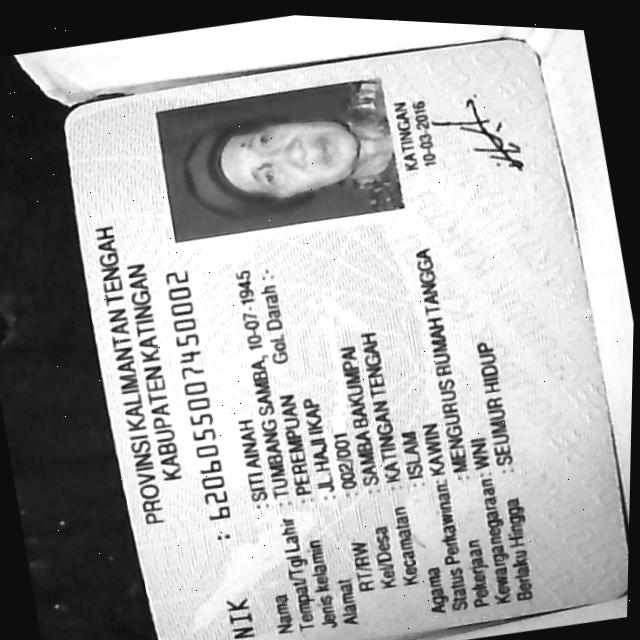 PROVINSI KALIMANTAN TENGAH
KABUPATEN KATINGAN
NIK : 6206055007450002
Nama : SITI AINAH
Tempat/Tgl Lahir : TUMBANG SAMBA, 10-07-1945
Jenis kelamin : PEREMPUAN Gol. Darah : -
Alamat : JL. HAJI IKAP
RT/RW : 002/001
Kel/Desa : SAMBA BAKUMPAI
Kecamatan : KATINGAN TENGAH
Agama : ISLAM
Status Perkawinan: KAWIN
Pekerjaan : MENGURUS RUMAH TANGGA
Kewarganegaraan: WNI
Berlaku Hingga : SEUMUR HIDUP
KATINGAN
10-03-2016